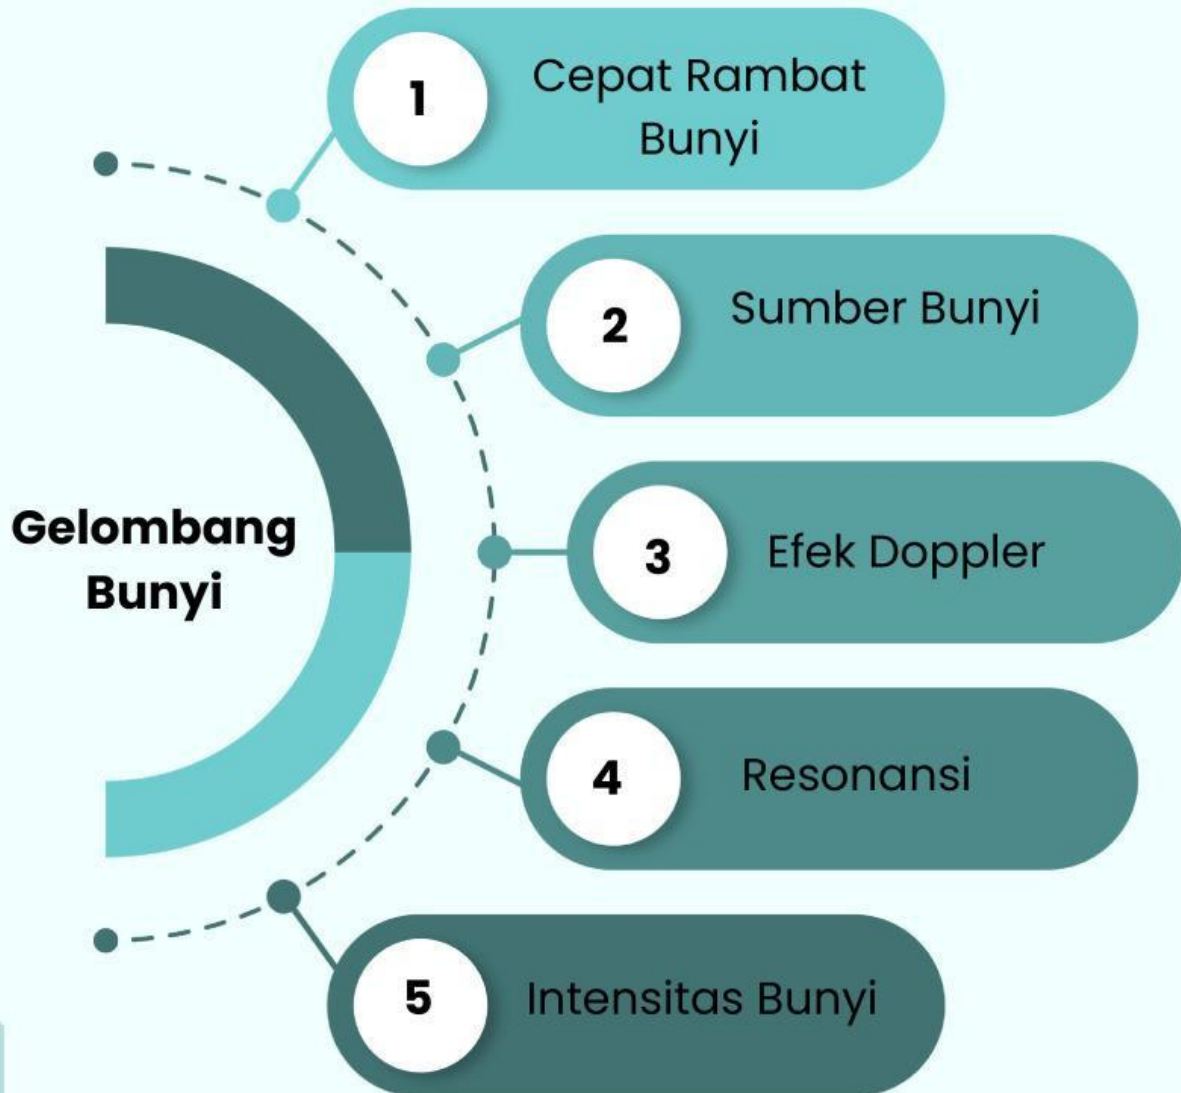 Gelombang
Bunyi
1
Cepat Rambat
Bunyi
2
Sumber Bunyi
3
Efek Doppler
4
Resonansi
5
Intensitas Bunyi